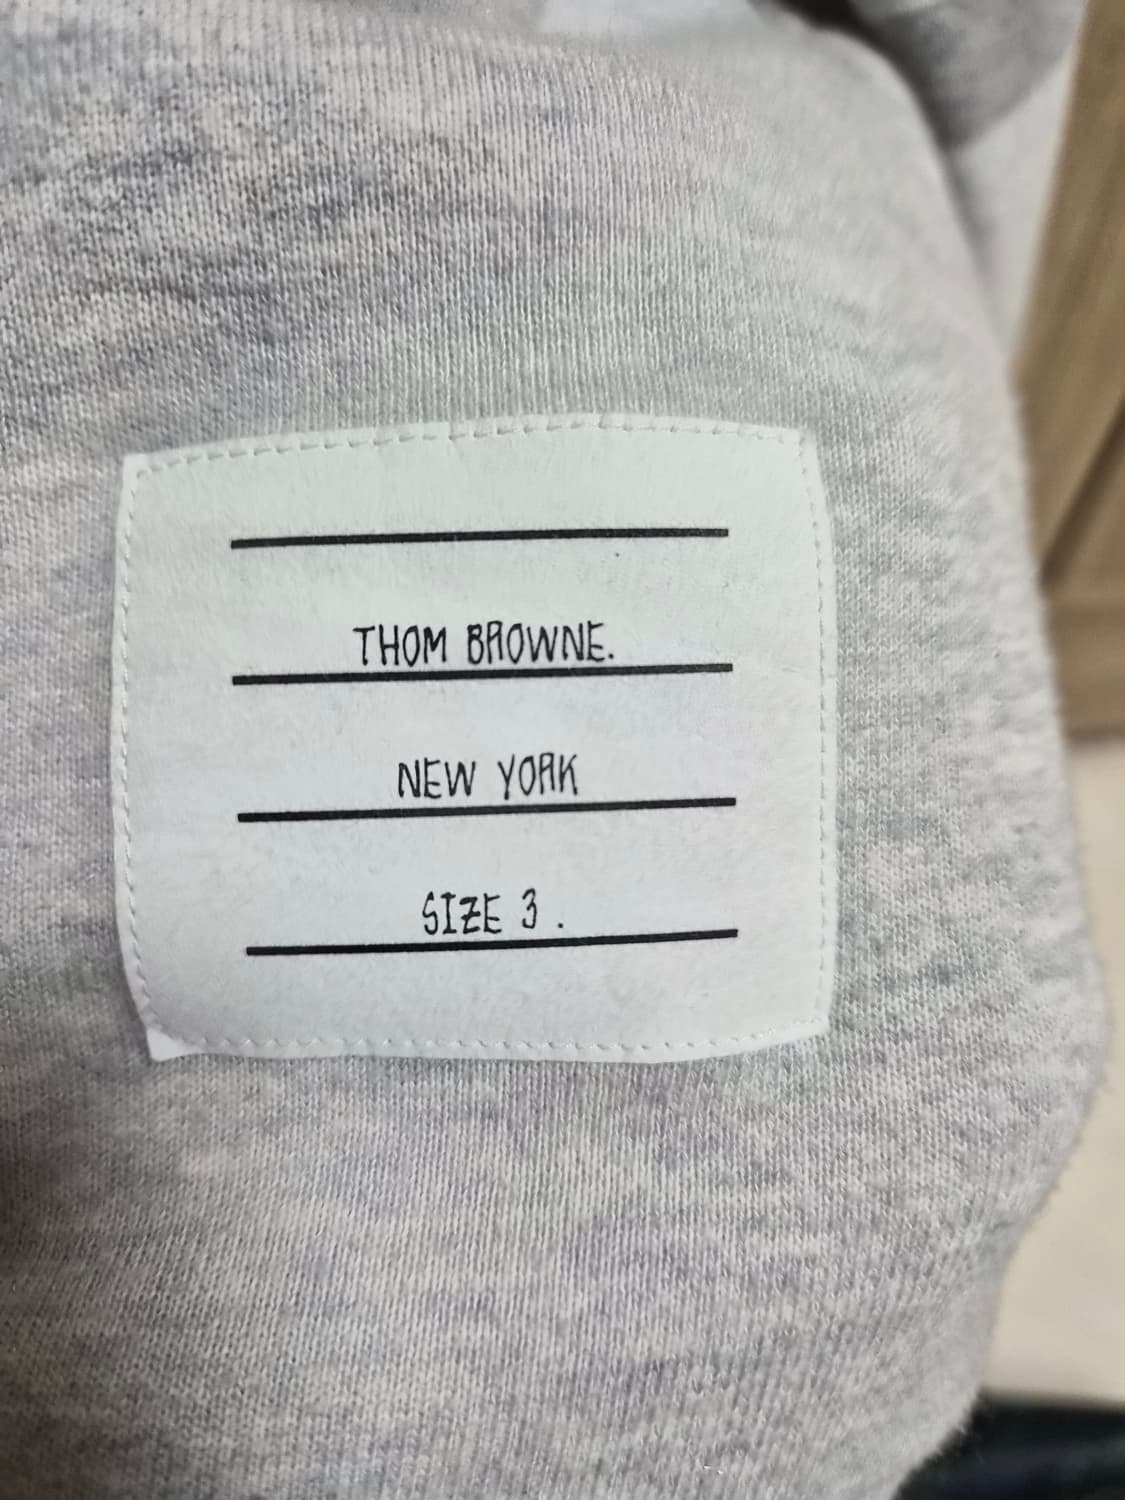 THOM BROWNE.
NEW YORK
SIZE 3 .